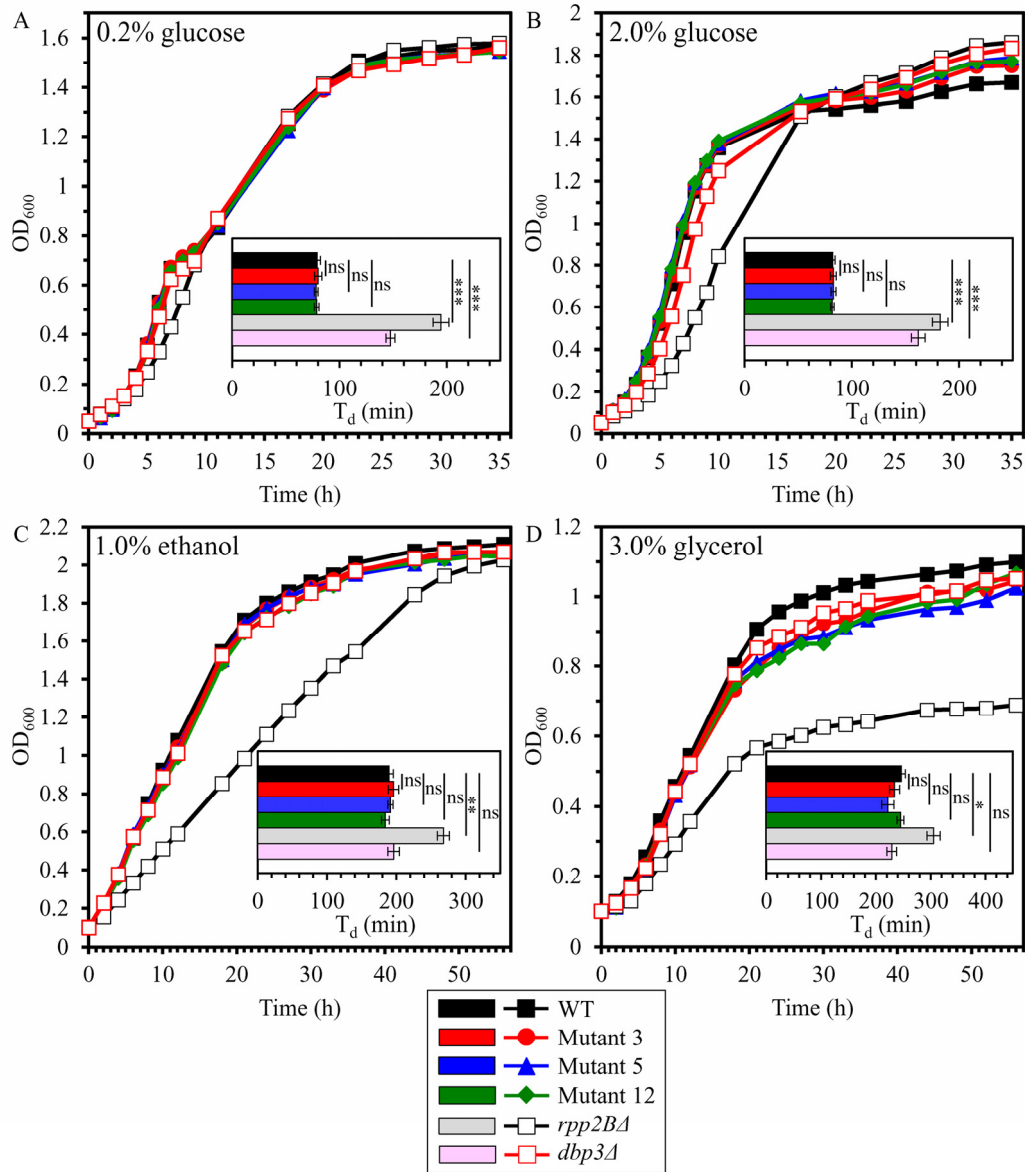 A
0.2% glucose
OD600
1.6
1.4
1.2
1
0.8
0.6
0.4
0.2
0
ns
ns
ns
***
***
0 100 200
Td (min)
0 5 10 15 20 25 30 35
Time (h)
B
2.0% glucose
OD600
2
1.8
1.6
1.4
1.2
1
0.8
0.6
0.4
0.2
0
ns
ns
ns
***
***
0 100 200
Td (min)
0 5 10 15 20 25 30 35
Time (h)
C
1.0% ethanol
OD600
2.2
2
1.8
1.6
1.4
1.2
1
0.8
0.6
0.4
0.2
0
ns
ns
ns
**
ns
0 100 200 300
Td (min)
0 10 20 30 40 50
Time (h)
D
3.0% glycerol
OD600
1.2
1
0.8
0.6
0.4
0.2
0
ns
ns
ns
*
ns
0 100 200 300 400
Td (min)
0 10 20 30 40 50
Time (h)
WT
Mutant 3
Mutant 5
Mutant 12
rpp2BΔ
dbp3Δ